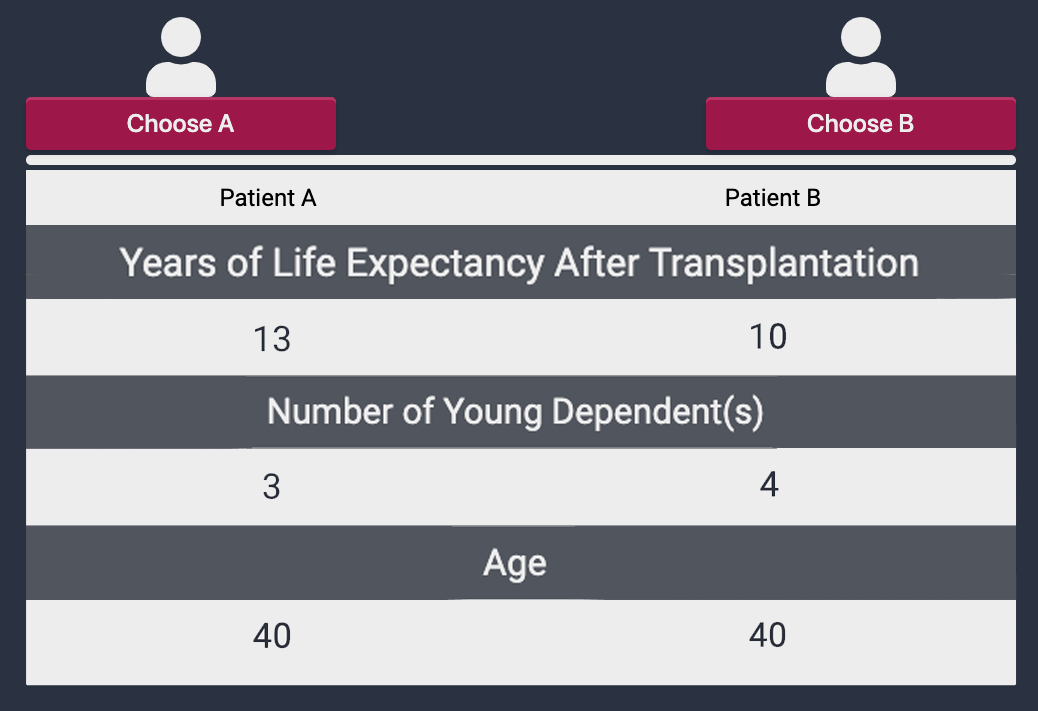 Choose A
Choose B
Patient A
Patient B
Years of Life Expectancy After Transplantation
13
10
Number of Young Dependent(s)
3
4
Age
40
40